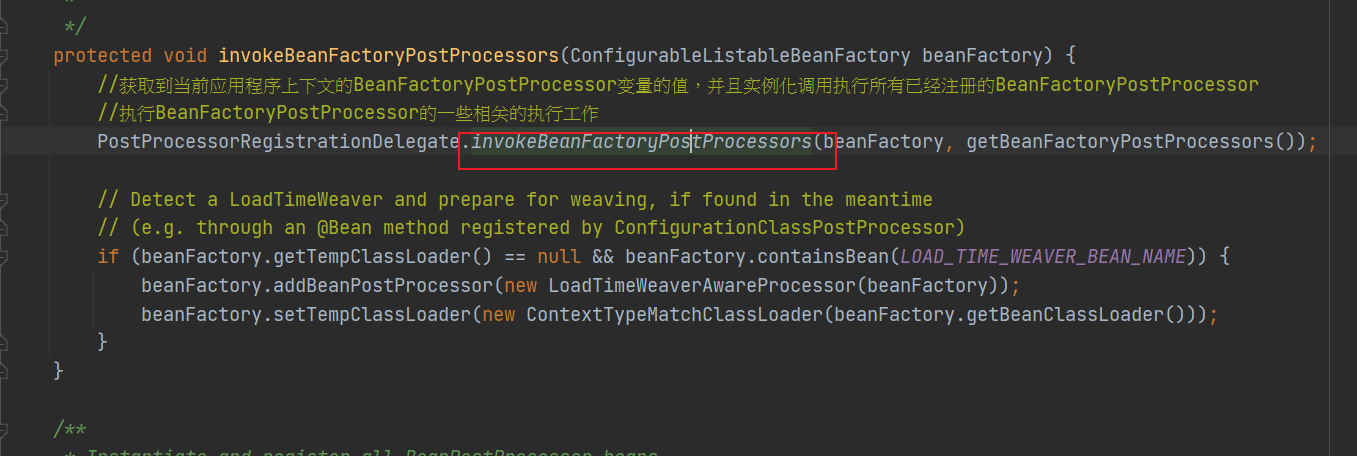 *
*/
protected void invokeBeanFactoryPostProcessors(ConfigurableListableBeanFactory beanFactory) {
//获取到当前应用程序上下文的BeanFactoryPostProcessor变量的值，并且实例化调用执行所有已经注册的BeanFactoryPostProcessor
//执行BeanFactoryPostProcessor的一些相关的执行工作
PostProcessorRegistrationDelegate.invokeBeanFactoryPostProcessors(beanFactory, getBeanFactoryPostProcessors());
// Detect a LoadTimeWeaver and prepare for weaving, if found in the meantime
// (e.g. through an @Bean method registered by ConfigurationClassPostProcessor)
if (beanFactory.getTempClassLoader() == null && beanFactory.containsBean(LOAD_TIME_WEAVER_BEAN_NAME)) {
beanFactory.addBeanPostProcessor(new LoadTimeWeaverAwareProcessor(beanFactory));
beanFactory.setTempClassLoader(new ContextTypeMatchClassLoader(beanFactory.getBeanClassLoader()));
}
}
/**
* Instantiate and register all BeanPostProcessor beans